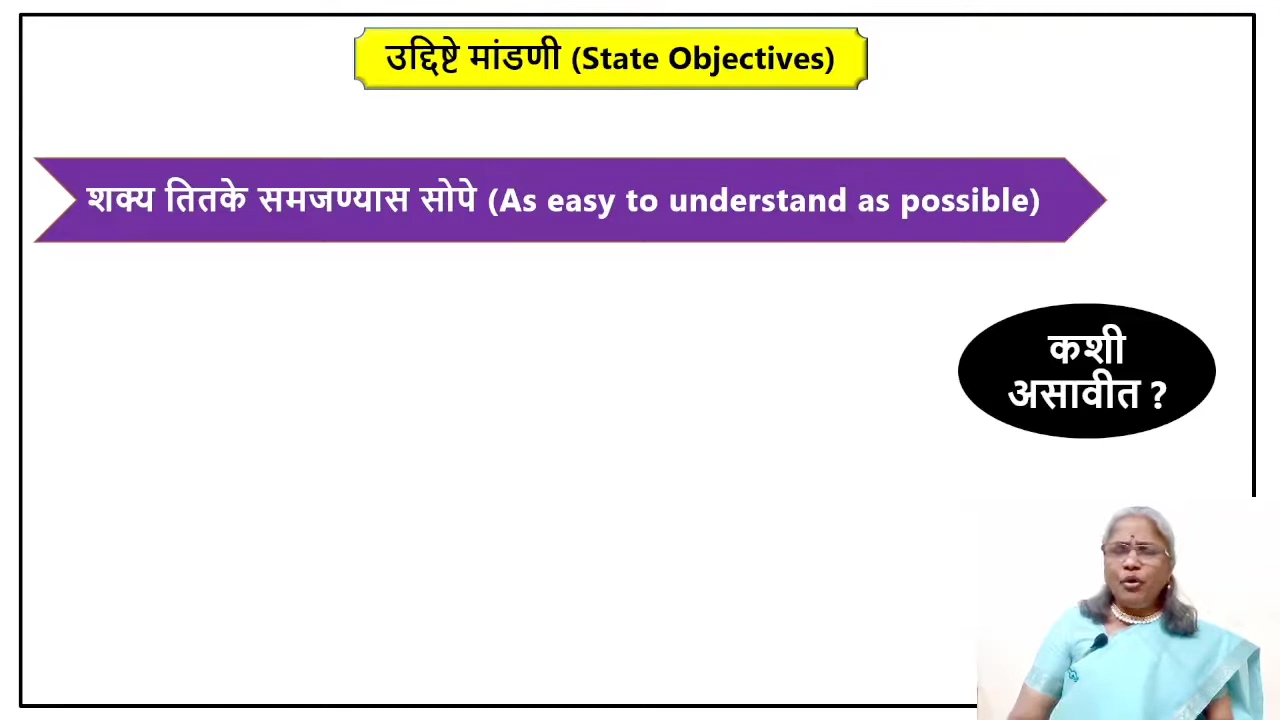 उद्दिष्टे मांडणी (State Objectives)
शक्य तितके समजण्यास सोपे (As easy to understand as possible)
कशी
असावीत ?